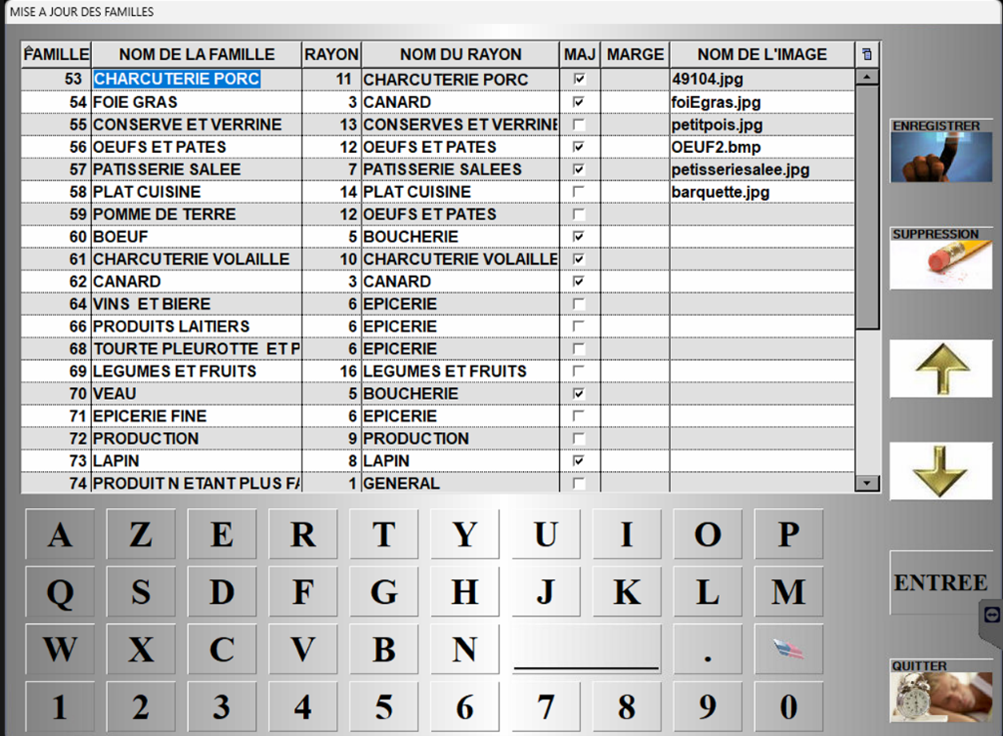 MISE A JOUR DES FAMILLES
FAMILLE NOM DE LA FAMILLE RAYON NOM DU RAYON MAJ MARGE NOM DE L'IMAGE
53 CHARCUTERIE PORC 11 CHARCUTERIE PORC 49104.jpg
54 FOIE GRAS 3 CANARD foiEgras.jpg
55 CONSERVE ET VERRINE 13 CONSERVES ET VERRINE petitpois.jpg
56 OEUFS ET PATES 12 OEUFS ET PATES OEUF2.bmp
57 PATISSERIE SALEE 7 PATISSERIE SALEES petisseriesalee.jpg
58 PLAT CUISINE 14 PLAT CUISINE barquette.jpg
59 POMME DE TERRE 12 OEUFS ET PATES
60 BOEUF 5 BOUCHERIE
61 CHARCUTERIE VOLAILLE 10 CHARCUTERIE VOLAILLE
62 CANARD 3 CANARD
64 VINS  ET BIERE 6 EPICERIE
66 PRODUITS LAITIERS 6 EPICERIE
68 TOURTE PLEUROTTE  ET P 6 EPICERIE
69 LEGUMES ET FRUITS 16 LEGUMES ET FRUITS
70 VEAU 5 BOUCHERIE
71 EPICERIE FINE 6 EPICERIE
72 PRODUCTION 9 PRODUCTION
73 LAPIN 8 LAPIN
74 PRODUIT N ETANT PLUS FA 1 GENERAL
ENREGISTRER
SUPPRESSION
A Z E R T Y U I O P
Q S D F G H J K L M
ENTREE
W X C V B N .
QUITTER
1 2 3 4 5 6 7 8 9 0